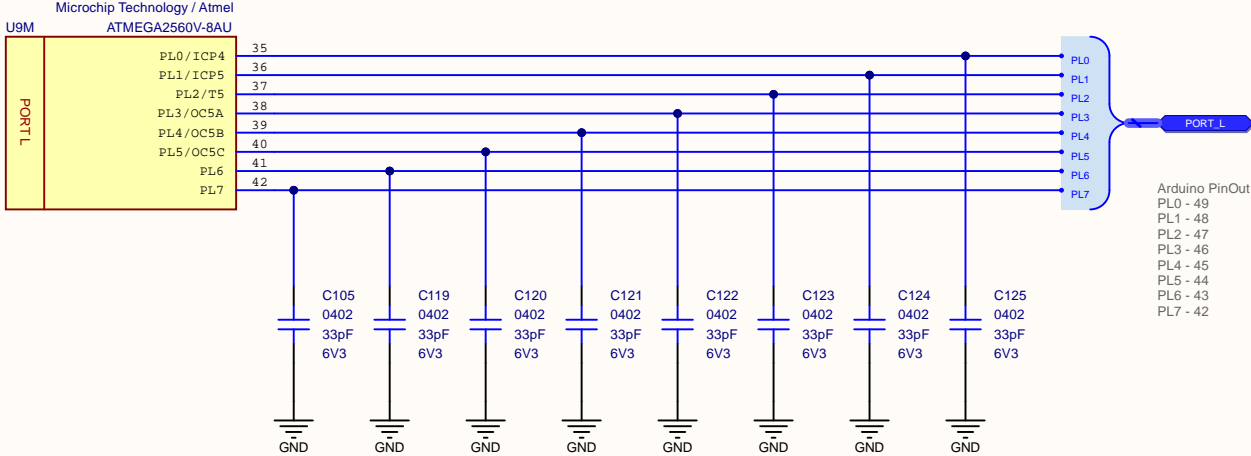 Microchip Technology / Atmel
U9M
ATMEGA2560V-8AU
PORT L
PL0/ICP4
PL1/ICP5
PL2/T5
PL3/OC5A
PL4/OC5B
PL5/OC5C
PL6
PL7
35
36
37
38
39
40
41
42
PL0
PL1
PL2
PL3
PL4
PL5
PL6
PL7
PORT_L
Arduino PinOut
PL0 - 49
PL1 - 48
PL2 - 47
PL3 - 46
PL4 - 45
PL5 - 44
PL6 - 43
PL7 - 42
C105
0402
33pF
6V3
C119
0402
33pF
6V3
C120
0402
33pF
6V3
C121
0402
33pF
6V3
C122
0402
33pF
6V3
C123
0402
33pF
6V3
C124
0402
33pF
6V3
C125
0402
33pF
6V3
GND
GND
GND
GND
GND
GND
GND
GND